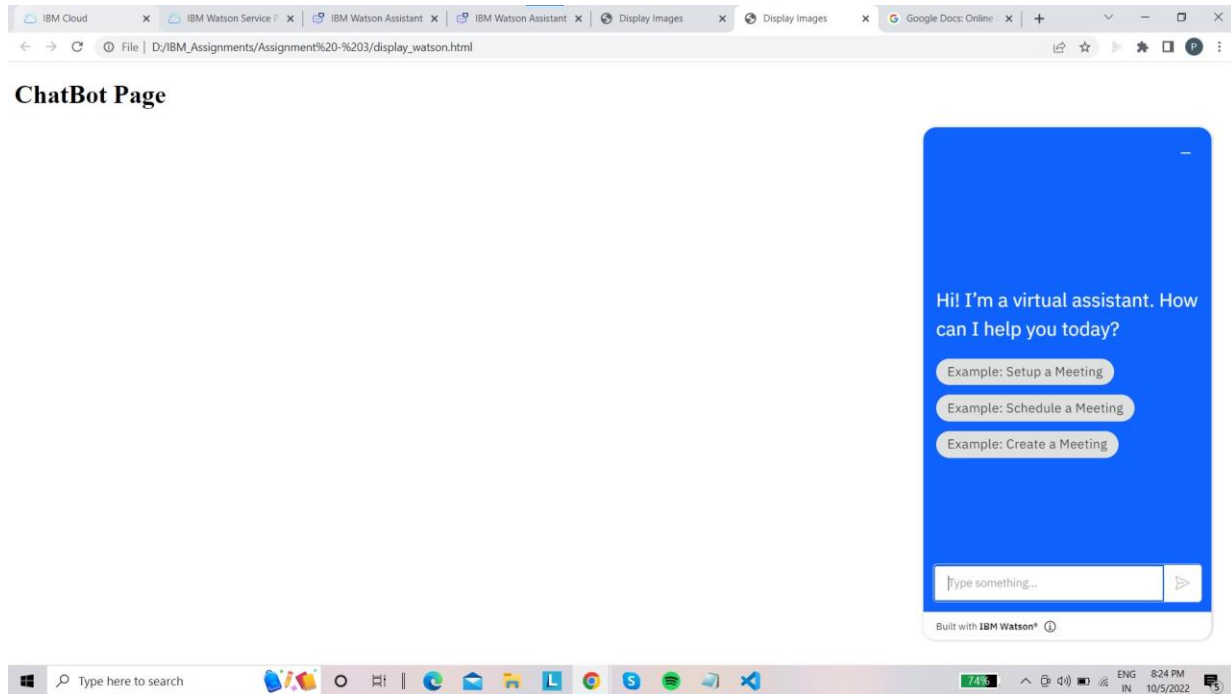 IBM Cloud
IBM Watson Service P
IBM Watson Assistant
IBM Watson Assistant
Display Images
Display Images
Google Docs: Online
File | D:/IBM_Assignments/Assignment%20-%203/display_watson.html
P
ChatBot Page
Hi! I'm a virtual assistant. How
can I help you today?
Example: Setup a Meeting
Example: Schedule a Meeting
Example: Create a Meeting
Type something...
Built with IBM Watson®
Type here to search
L
S
74%
ENG
IN
8:24 PM
10/5/2022
5